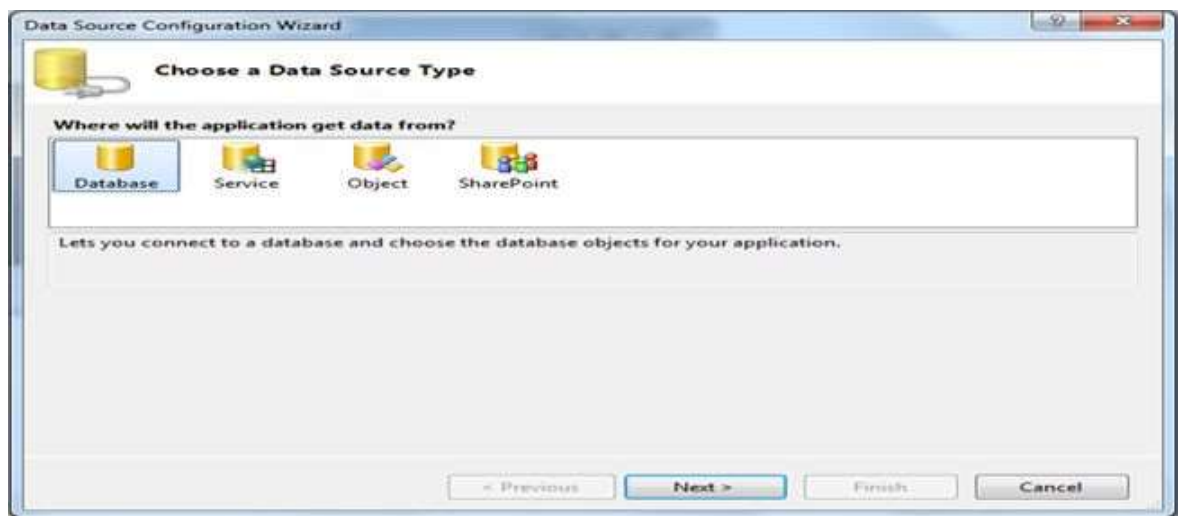 Data Source Configuration Wizard
Choose a Data Source Type
Where will the application get data from?
Database Service Object SharePoint
Lets you connect to a database and choose the database objects for your application.
< Previous Next > Finish Cancel